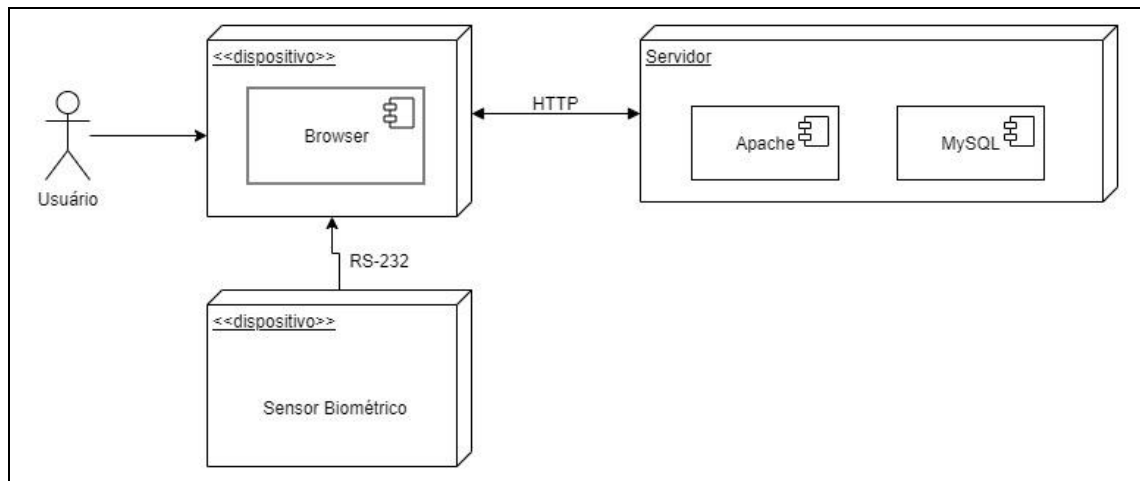 <<dispositivo>>
Browser
Usuário
HTTP
Servidor
Apache
MySQL
RS-232
<<dispositivo>>
Sensor Biométrico